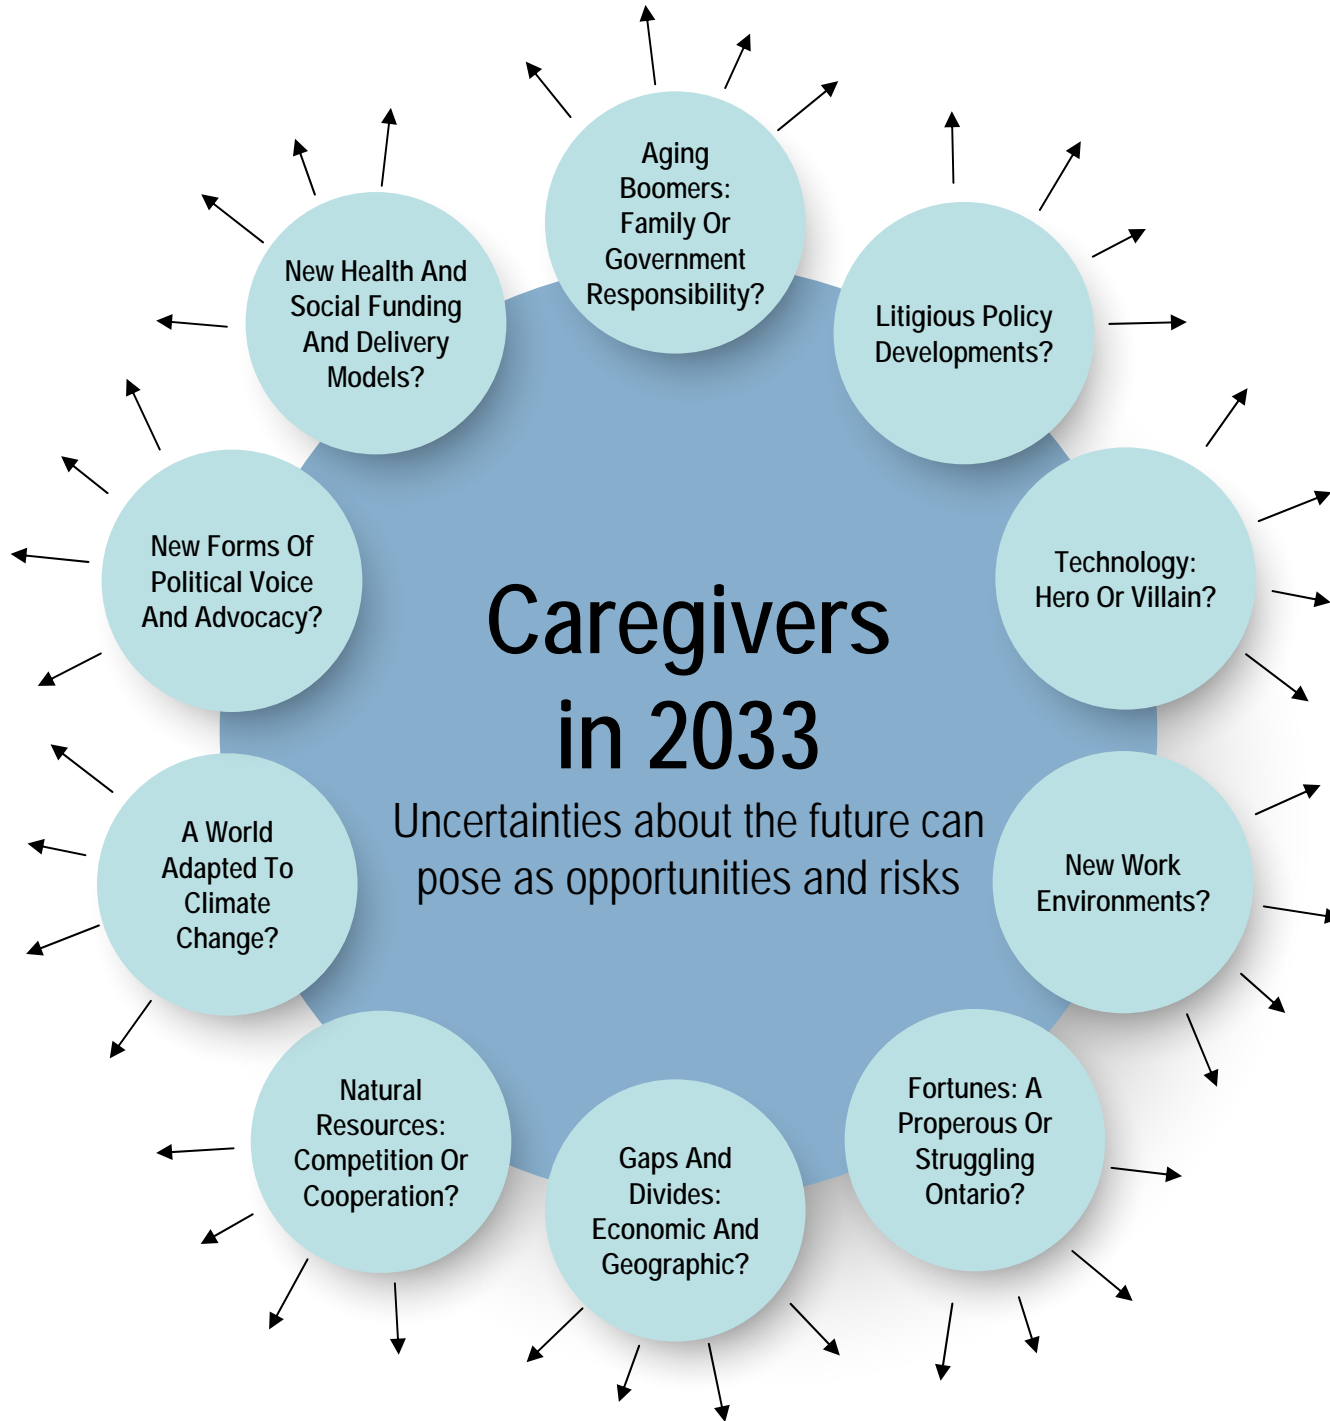 Aging
Boomers:
Family Or
Government
Responsibility?
Litigious Policy
Developments?
Technology:
Hero Or Villain?
New Work
Environments?
Fortunes: A
Properous Or
Struggling
Ontario?
Gaps And
Divides:
Economic And
Geographic?
Natural
Resources:
Competition Or
Cooperation?
A World
Adapted To
Climate
Change?
New Forms Of
Political Voice
And Advocacy?
New Health And
Social Funding
And Delivery
Models?
Caregivers
in 2033
Uncertainties about the future can
pose as opportunities and risks